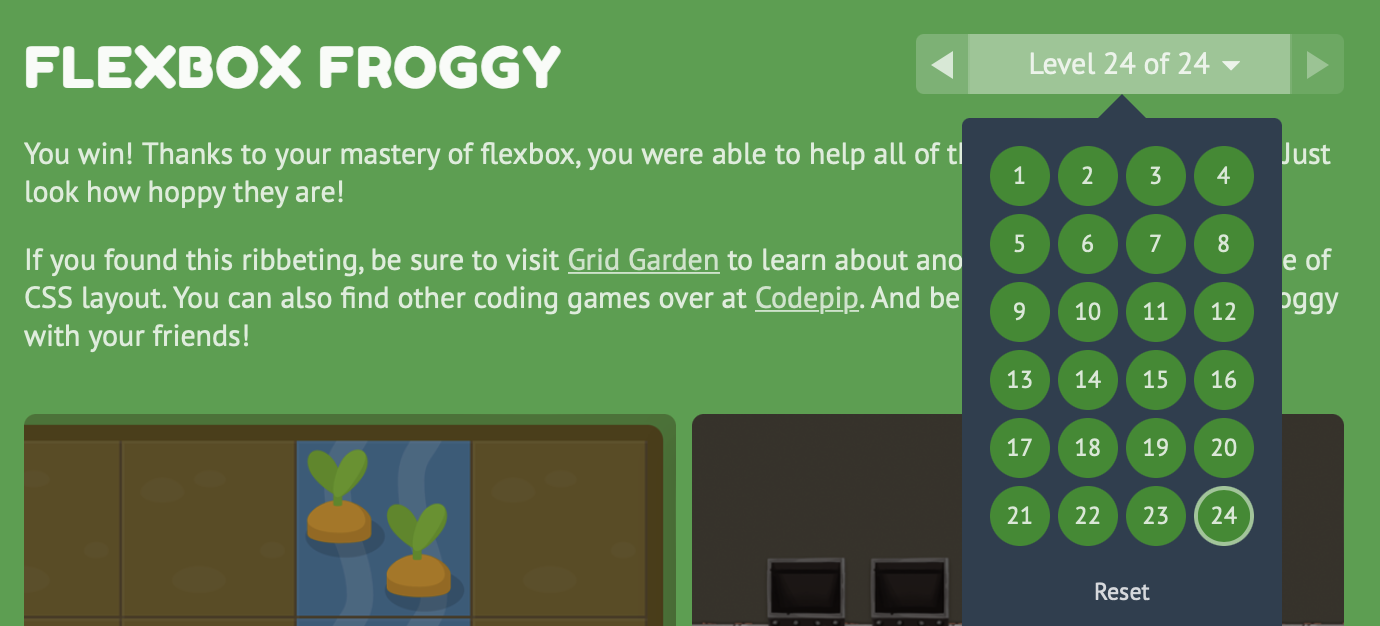 FLEXBOX FROGGY
Level 24 of 24
You win! Thanks to your mastery of flexbox, you were able to help all of Just
look how hoppy they are!
If you found this ribbeting, be sure to visit Grid Garden to learn about of
CSS layout. You can also find other coding games over at Codepip. And be
with your friends!
1 2 3 4
5 6 7 8
9 10 11 12
13 14 15 16
17 18 19 20
21 22 23 24
Reset